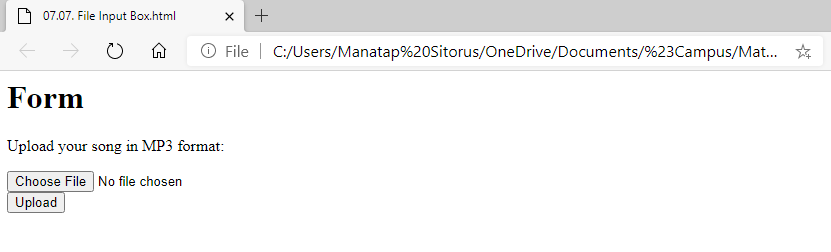 07.07. File Input Box.html
File C:/Users/Manatap%20Sitorus/OneDrive/Documents/%23Campus/Mat...
Form
Upload your song in MP3 format:
Choose File No file chosen
Upload